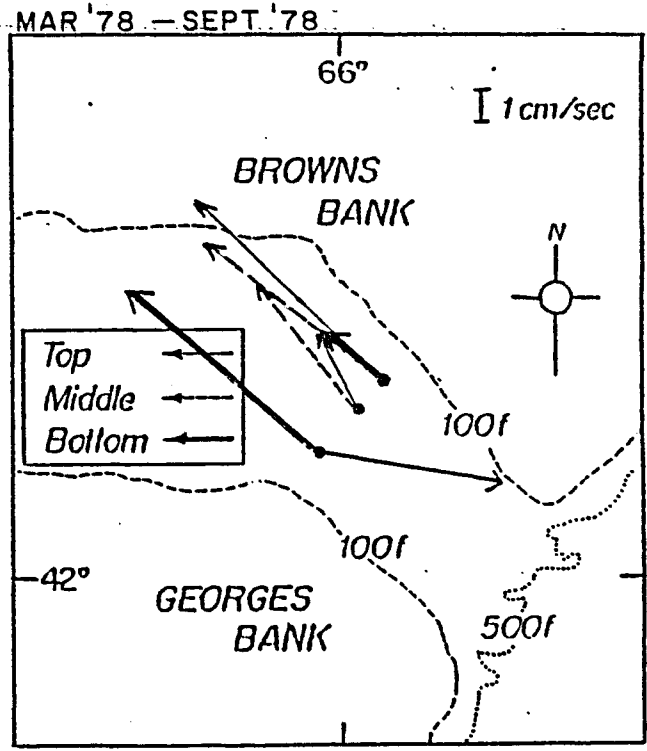 MAR '78 — SEPT '78
66°
1 cm/sec
BROWNS
BANK
N
Top
Middle
Bottom
100f
100f
42°
GEORGES
BANK
500f